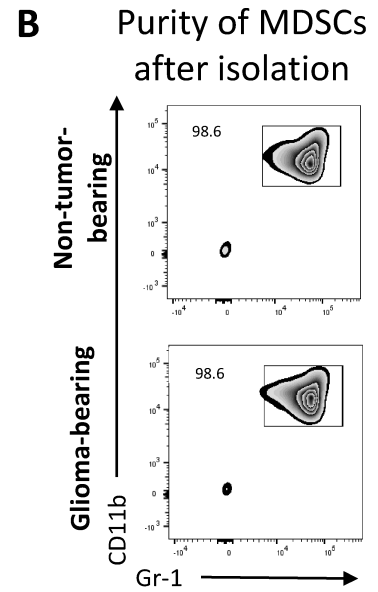 B
Purity of MDSCs
after isolation
Non-tumor-
bearing
98.6
10⁵
10⁴
10³
0
-10³
-10⁴ 0 10⁴ 10⁵
Glioma-bearing
98.6
10⁵
10⁴
10³
0
-10³
-10⁴ 0 10⁴ 10⁵
CD11b
Gr-1